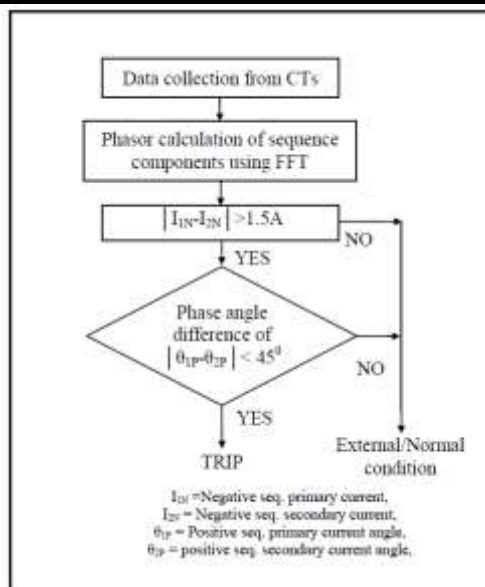 Data collection from CTs
Phasor calculation of sequence
components using FFT
|I1N-I2N| >1.5A
NO
YES
Phase angle
difference of
|θ1P-θ2P| < 45⁰
NO
YES
TRIP
External/Normal
condition
I1N =Negative seq. primary current,
I2N = Negative seq. secondary current,
θ1P = Positive seq. primary current angle,
θ2P = positive seq. secondary current angle,